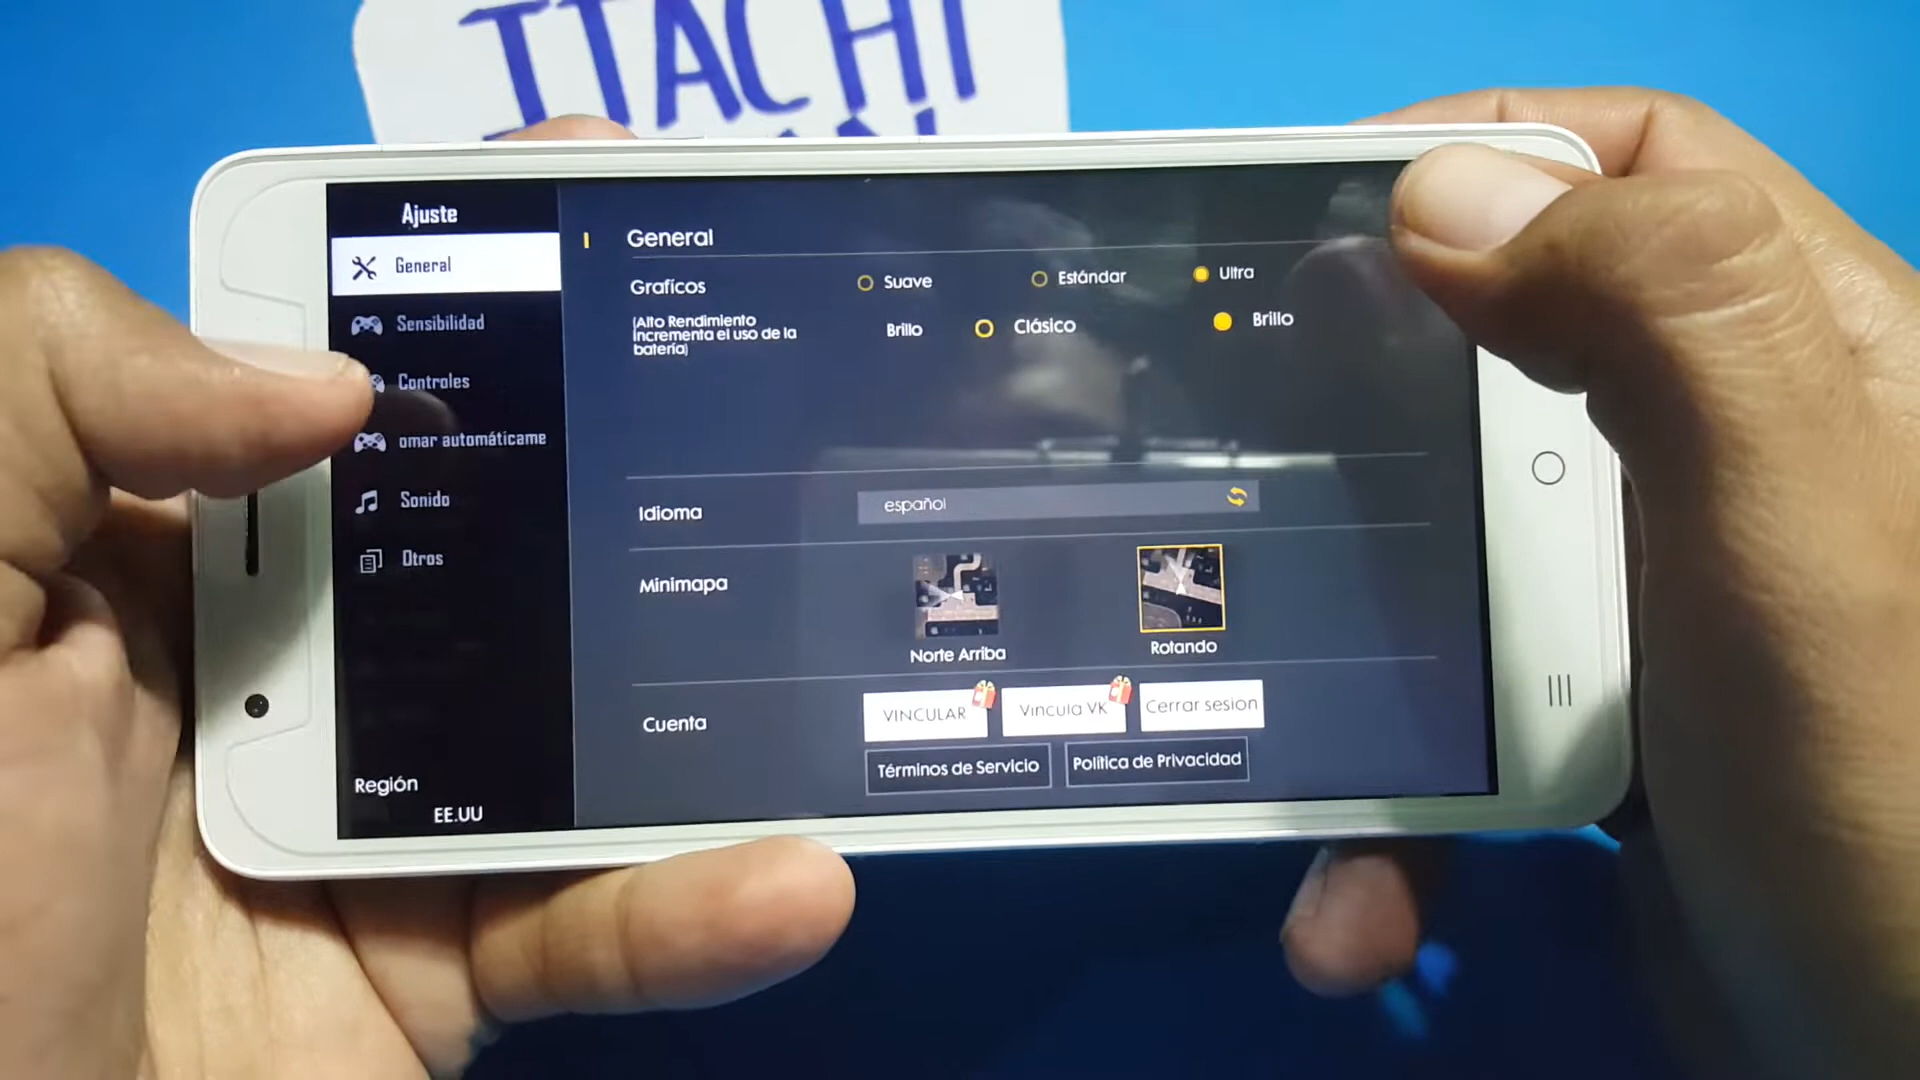 ITACHI
Ajuste
General
Sensibilidad
Controles
omar automáticame
Sonido
Otros
Región
EE.UU
General
Graficos
Suave
Estándar
Ultra
(Alto Rendimiento
Incrementa el uso de la
batería)
Brillo
Clásico
Brillo
Idioma
español
Minimapa
Norte Arriba
Rotando
Cuenta
VINCULAR
Vincula VK
Cerrar sesion
Términos de Servicio
Política de Privacidad